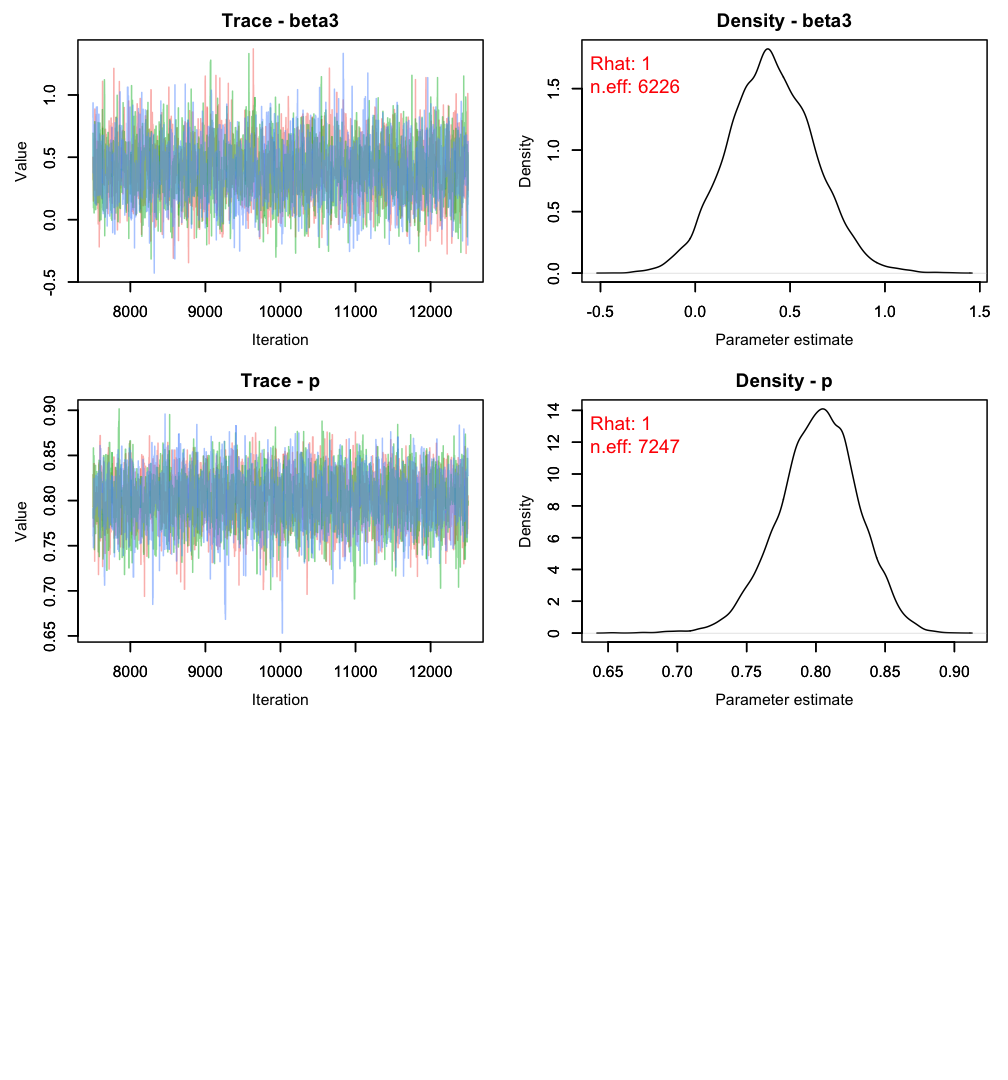 Trace - beta3
Value
-0.5 0.0 0.5 1.0
8000 9000 10000 11000 12000
Iteration
Density - beta3
Rhat: 1
n.eff: 6226
Density
0.0 0.5 1.0 1.5
-0.5 0.0 0.5 1.0 1.5
Parameter estimate
Trace - p
Value
0.65 0.70 0.75 0.80 0.85 0.90
8000 9000 10000 11000 12000
Iteration
Density - p
Rhat: 1
n.eff: 7247
Density
0 2 4 6 8 10 12 14
0.65 0.70 0.75 0.80 0.85 0.90
Parameter estimate